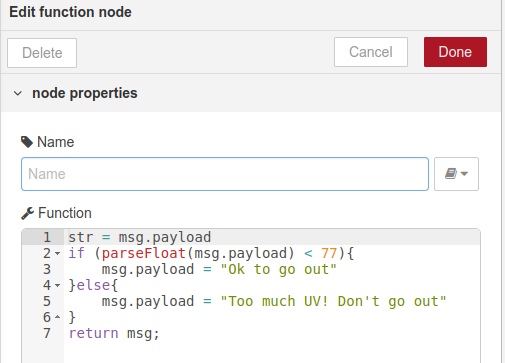 Edit function node
Delete
Cancel
Done
node properties
Name
Name
Function
1 str = msg.payload
2 if (parseFloat(msg.payload) < 77){
3     msg.payload = "Ok to go out"
4 }else{
5     msg.payload = "Too much UV! Don't go out"
6 }
7 return msg;